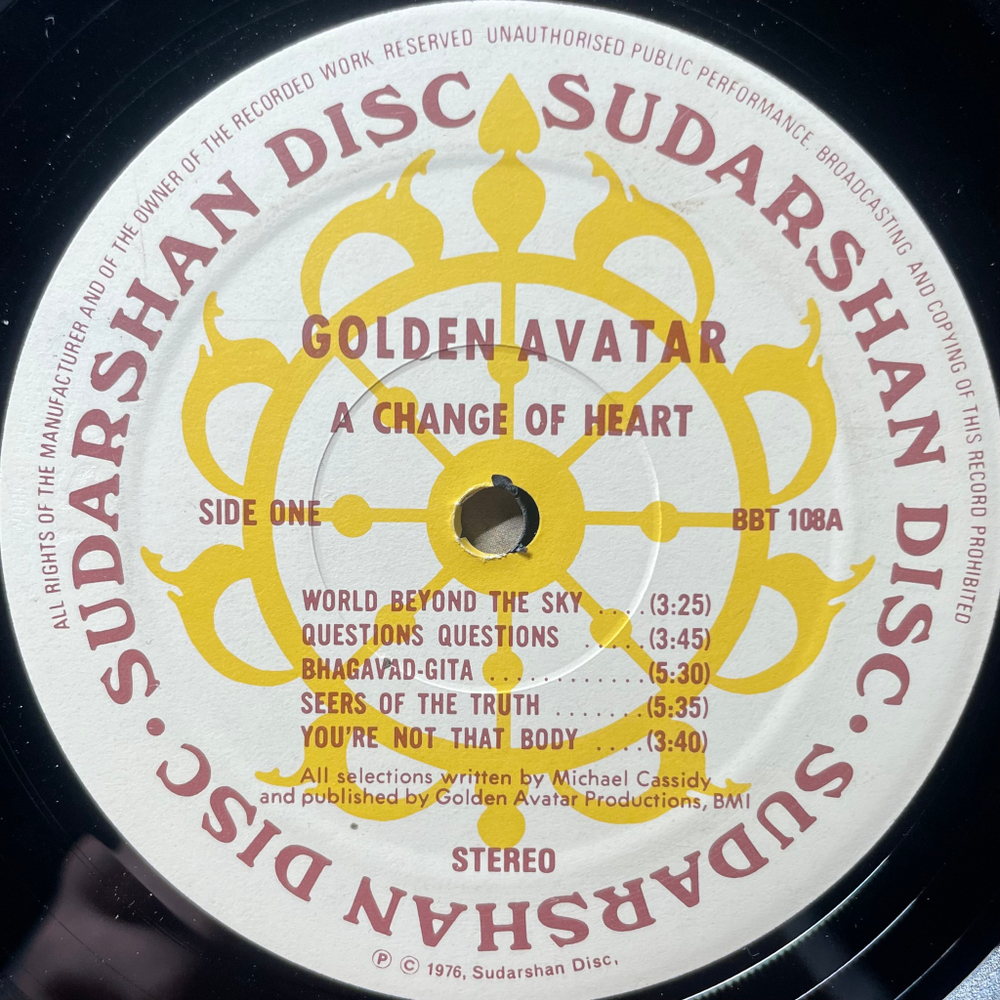 ALL RIGHTS OF THE MANUFACTURER AND OF THE OWNER OF THE RECORDED WORK RESERVED UNAUTHORISED PUBLIC PERFORMANCE, BROADCASTING AND COPYING OF THIS RECORD PROHIBITED
SUDARSHAN DISC SUDARSHAN DISC · SUDARSHAN DISC ·
GOLDEN AVATAR
A CHANGE OF HEART
SIDE ONE
BBT 108A
WORLD BEYOND THE SKY ....(3:25)
QUESTIONS QUESTIONS .....(3:45)
BHAGAVAD-GITA ............(5:30)
SEERS OF THE TRUTH .......(5:35)
YOU'RE NOT THAT BODY ....(3:40)
All selections written by Michael Cassidy
and published by Golden Avatar Productions, BMI
STEREO
Ⓟ © 1976, Sudarshan Disc,